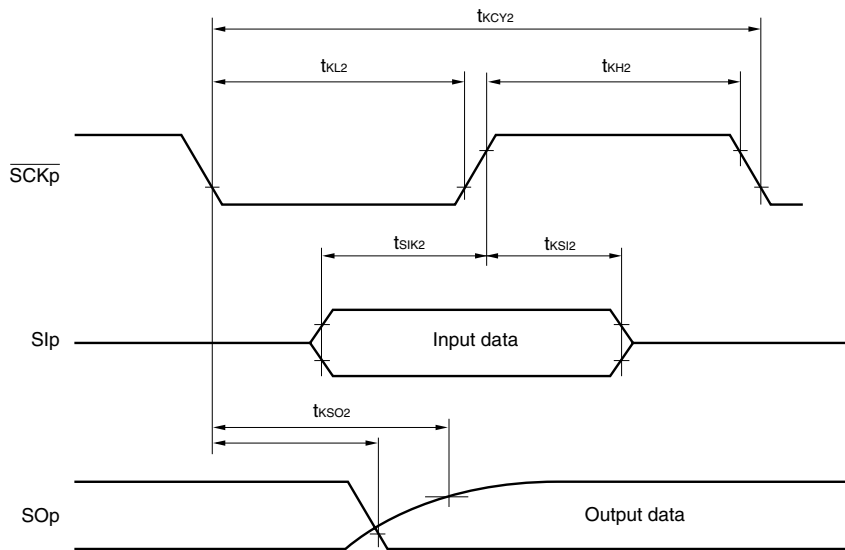 tKCY2
tKL2
tKH2
SCKp
tSIK2
tKSI2
SIp
Input data
tKSO2
SOp
Output data